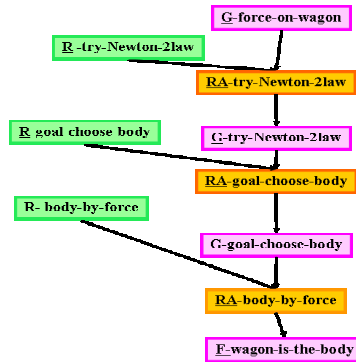 G-force-on-wagon
R -try-Newton-2law
RA-try-Newton-2law
R goal choose body
G-try-Newton-2law
RA-goal-choose-body
R- body-by-force
G-goal-choose-body
RA-body-by-force
F-wagon-is-the-body